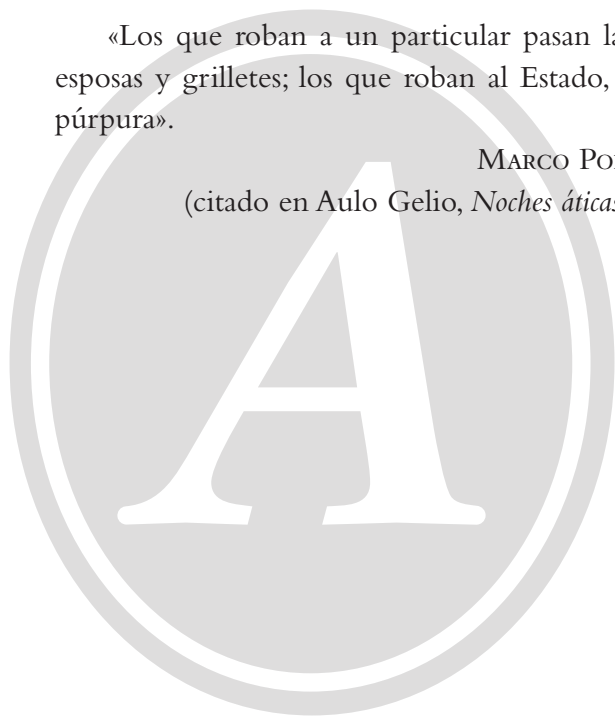 «Los que roban a un particular pasan
esposas y grilletes; los que roban al Estado,
púrpura».
MARCO
(citado en Aulo Gelio, Noches áticas
A